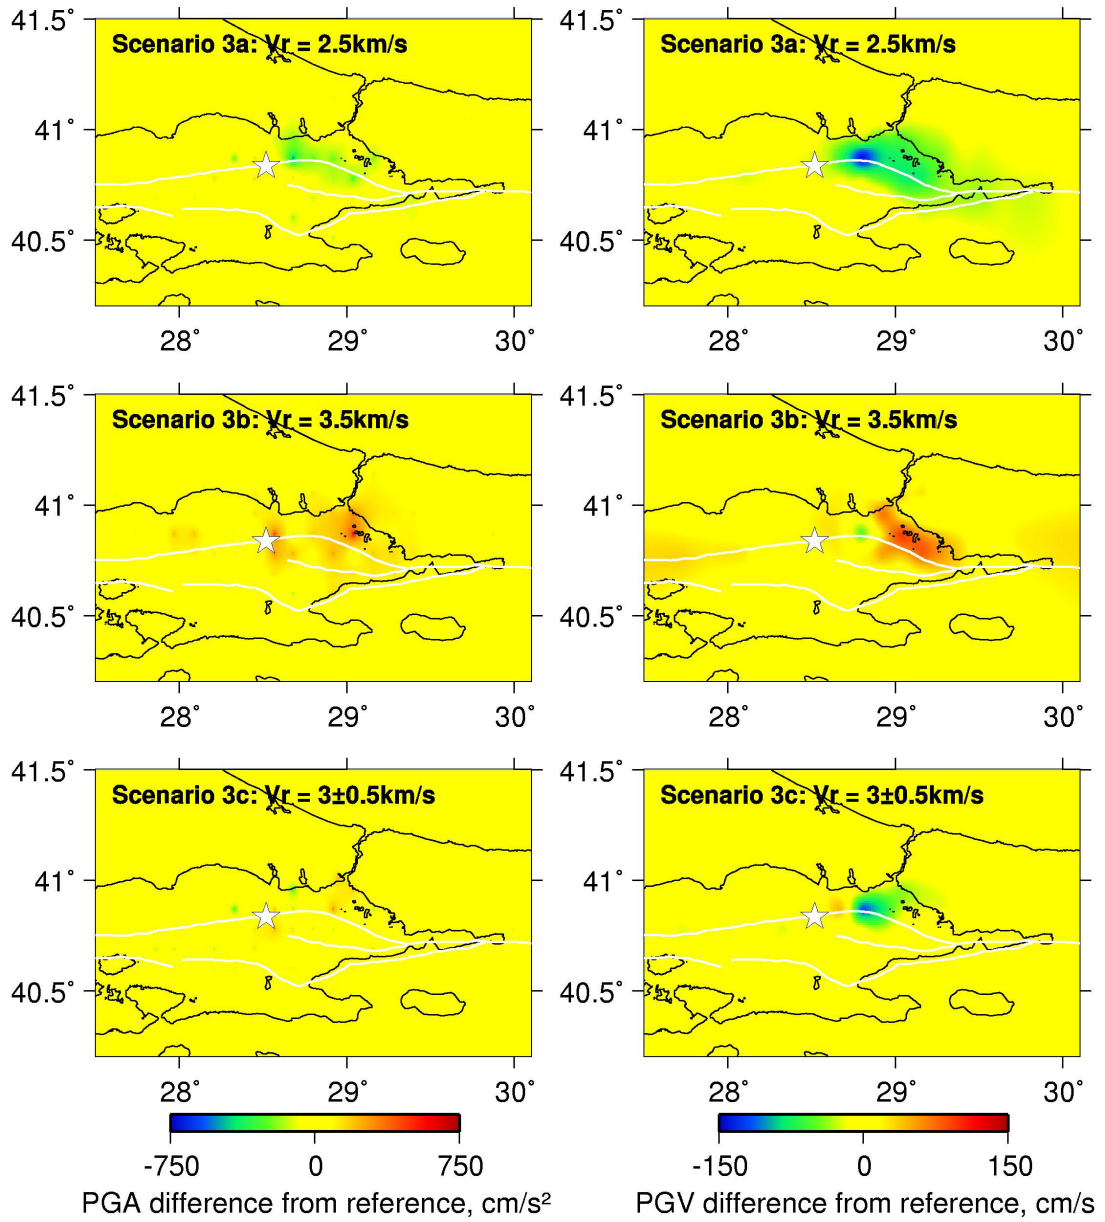 41.5° 41.5°
Scenario 3a: Vr = 2.5km/s Scenario 3a: Vr = 2.5km/s
41° 41°
40.5° 40.5°
28° 29° 30° 28° 29° 30°
41.5° 41.5°
Scenario 3b: Vr = 3.5km/s Scenario 3b: Vr = 3.5km/s
41° 41°
40.5° 40.5°
28° 29° 30° 28° 29° 30°
41.5° 41.5°
Scenario 3c: Vr = 3±0.5km/s Scenario 3c: Vr = 3±0.5km/s
41° 41°
40.5° 40.5°
28° 29° 30° 28° 29° 30°
-750 0 750 -150 0 150
PGA difference from reference, cm/s² PGV difference from reference, cm/s